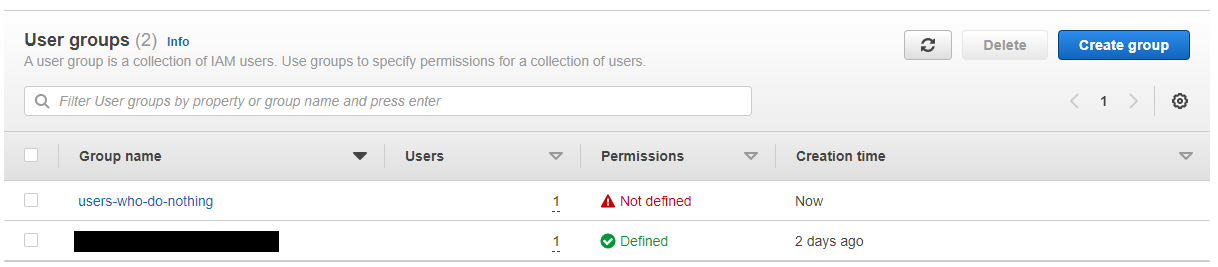 User groups (2) Info
A user group is a collection of IAM users. Use groups to specify permissions for a collection of users.
Delete
Create group
Filter User groups by property or group name and press enter
1
Group name Users Permissions Creation time
users-who-do-nothing 1 Not defined Now
1 Defined 2 days ago